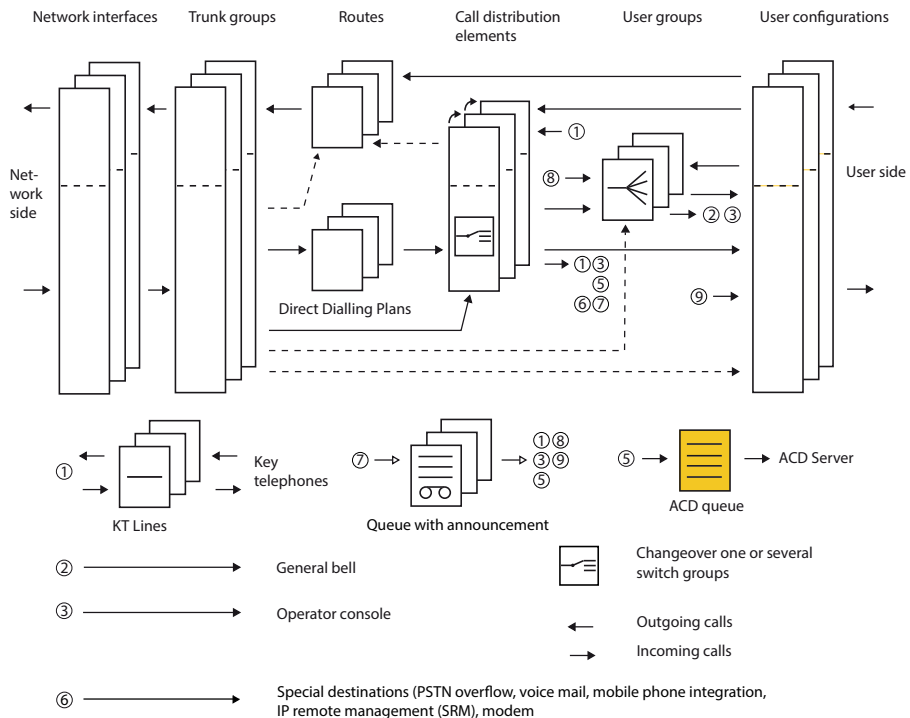 Network interfaces
Trunk groups
Routes
Call distribution
elements
User groups
User configurations
①
Net-
work
side
⑧
User side
② ③
① ③
⑤
⑥ ⑦
⑨
Direct Dialling Plans
①
Key
telephones
KT Lines
⑦
① ⑧
③ ⑨
⑤
Queue with announcement
⑤
ACD Server
ACD queue
②
General bell
Changeover one or several
switch groups
③
Operator console
Outgoing calls
Incoming calls
⑥
Special destinations (PSTN overflow, voice mail, mobile phone integration,
IP remote management (SRM), modem